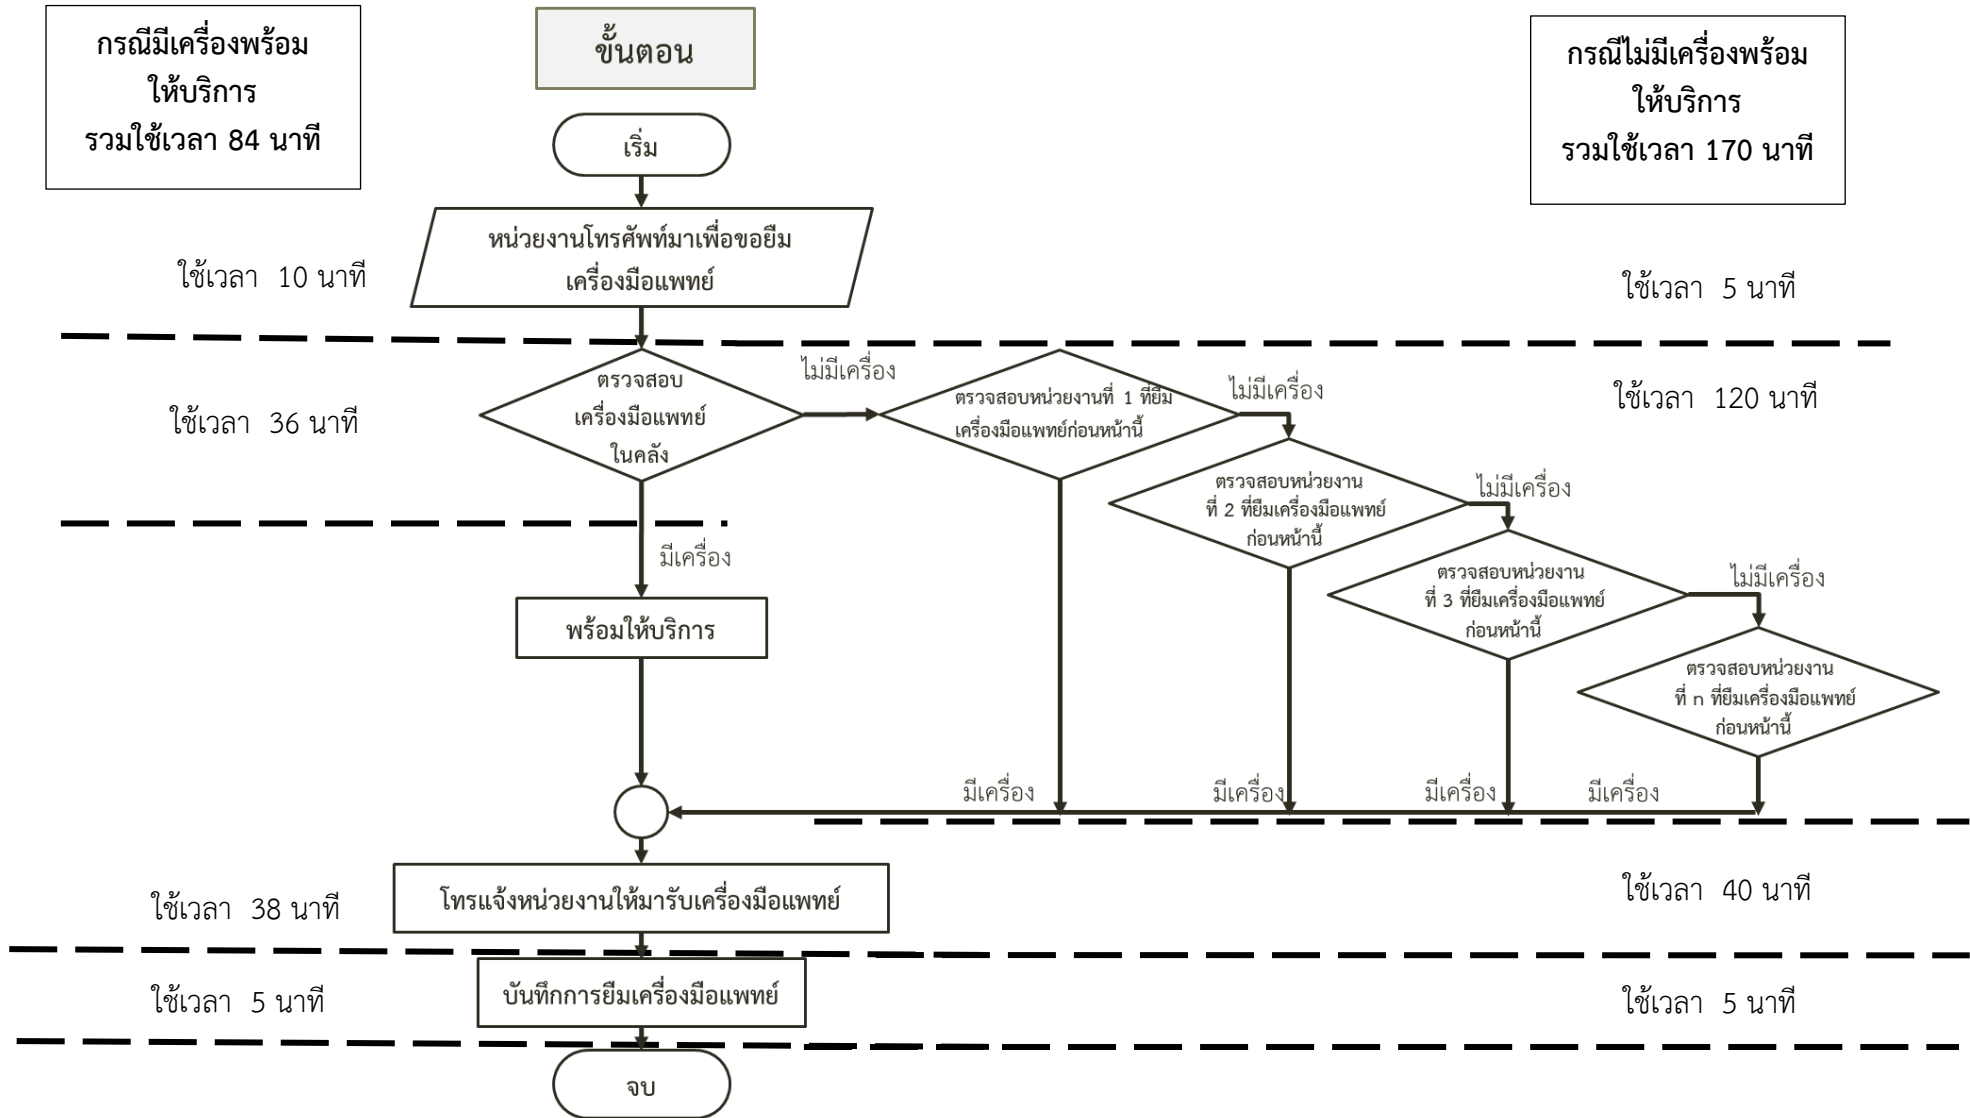 กรณีมีเครื่องพร้อม
ให้บริการ
รวมใช้เวลา 84 นาที
ขั้นตอน
กรณีไม่มีเครื่องพร้อม
ให้บริการ
รวมใช้เวลา 170 นาที
เริ่ม
หน่วยงานโทรศัพท์มาเพื่อขอยืม
เครื่องมือแพทย์
ใช้เวลา 10 นาที
ใช้เวลา 5 นาที
ตรวจสอบ
เครื่องมือแพทย์
ในคลัง
ไม่มีเครื่อง
ตรวจสอบหน่วยงานที่ 1 ที่ยืม
เครื่องมือแพทย์ก่อนหน้านี้
ไม่มีเครื่อง
ใช้เวลา 120 นาที
ใช้เวลา 36 นาที
ตรวจสอบหน่วยงาน
ที่ 2 ที่ยืมเครื่องมือแพทย์
ก่อนหน้านี้
ไม่มีเครื่อง
มีเครื่อง
ตรวจสอบหน่วยงาน
ที่ 3 ที่ยืมเครื่องมือแพทย์
ก่อนหน้านี้
ไม่มีเครื่อง
พร้อมให้บริการ
ตรวจสอบหน่วยงาน
ที่ n ที่ยืมเครื่องมือแพทย์
ก่อนหน้านี้
มีเครื่อง
มีเครื่อง
มีเครื่อง
มีเครื่อง
โทรแจ้งหน่วยงานให้มารับเครื่องมือแพทย์
ใช้เวลา 38 นาที
ใช้เวลา 40 นาที
บันทึกการยืมเครื่องมือแพทย์
ใช้เวลา 5 นาที
ใช้เวลา 5 นาที
จบ